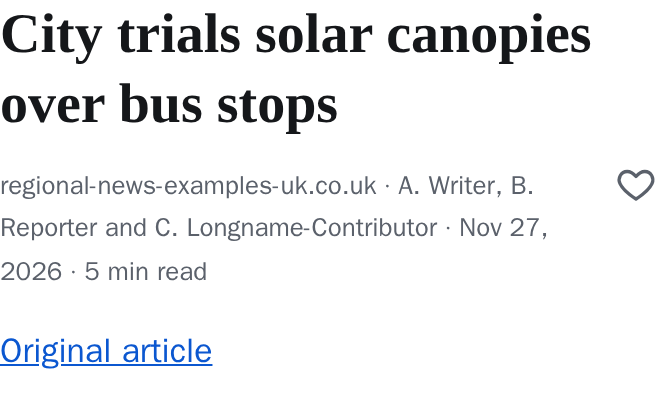 City trials solar canopies
over bus stops
regional-news-examples-uk.co.uk · A. Writer, B.
Reporter and C. Longname-Contributor · Nov 27,
2026 · 5 min read
Original article